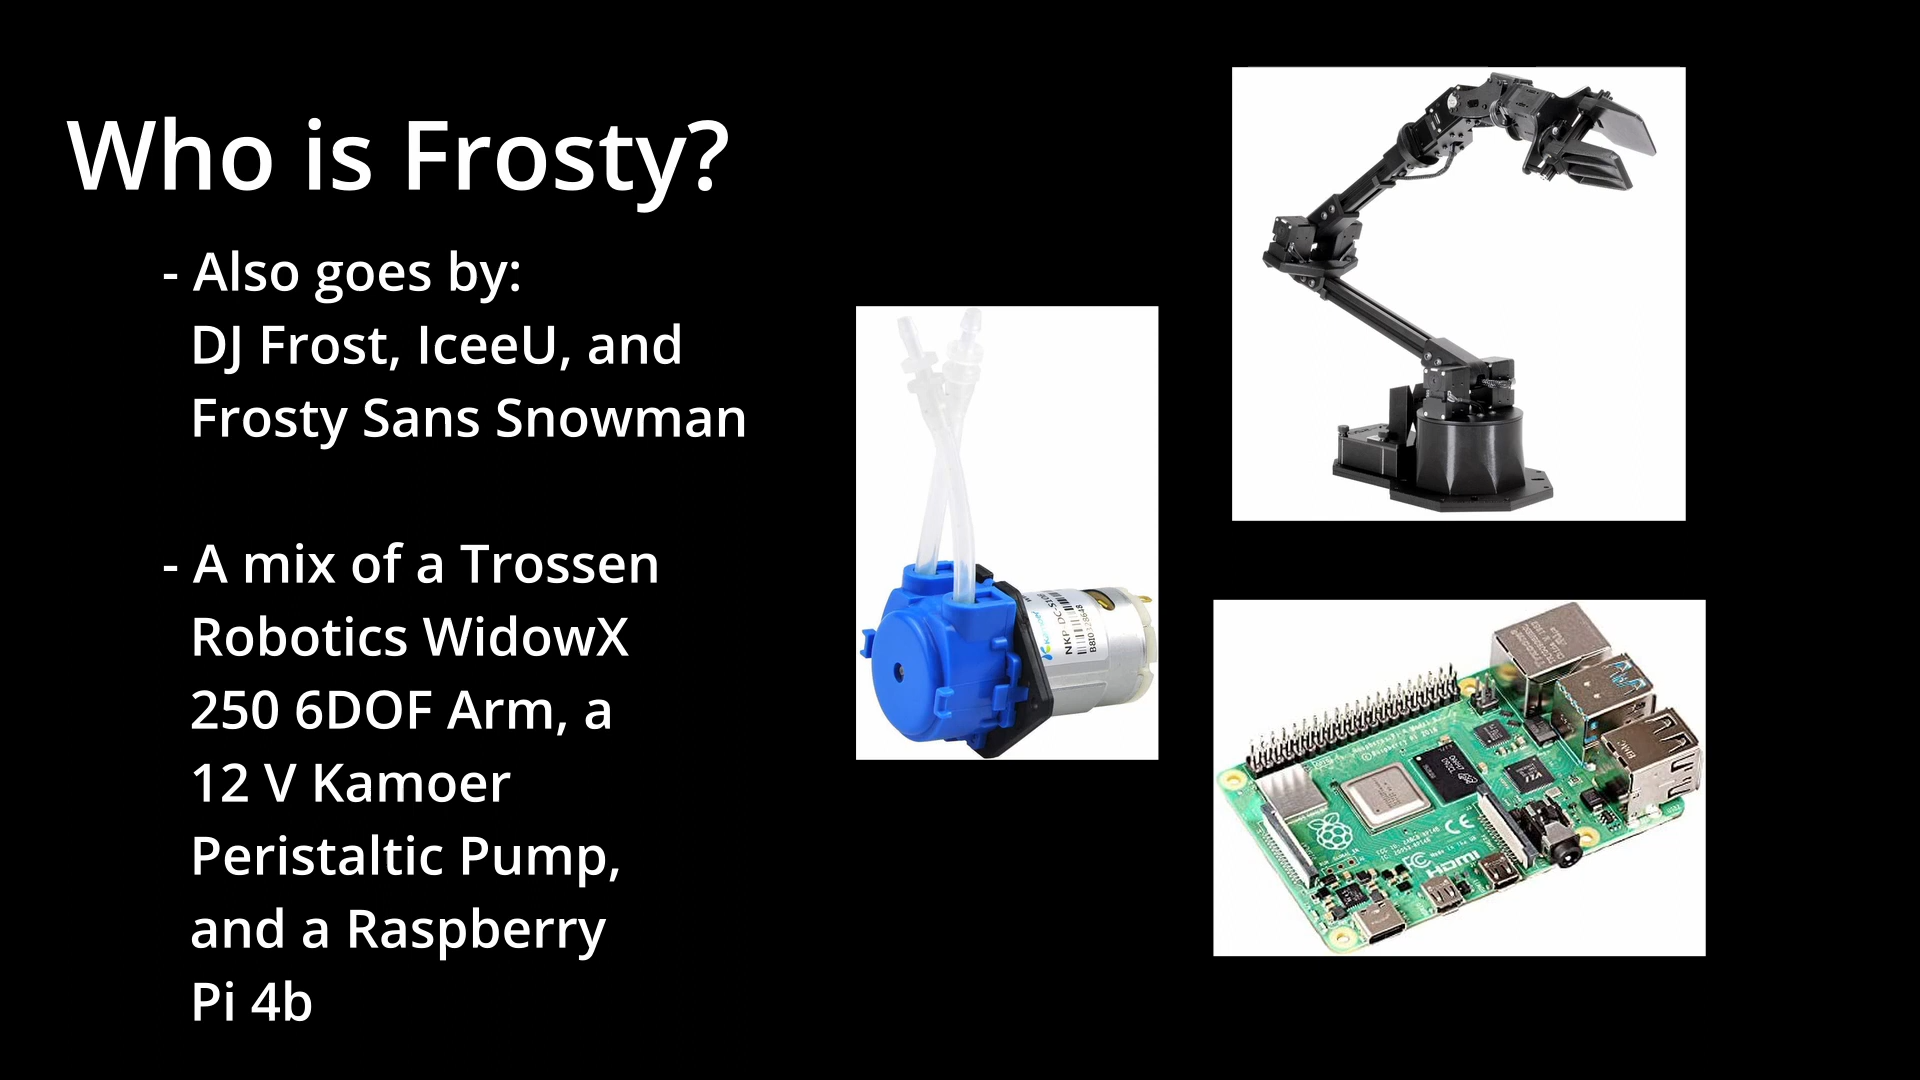 Who is Frosty?
- Also goes by:
DJ Frost, IceeU, and
Frosty Sans Snowman
- A mix of a Trossen
Robotics WidowX
250 6DOF Arm, a
12 V Kamoer
Peristaltic Pump,
and a Raspberry
Pi 4b
HDMI